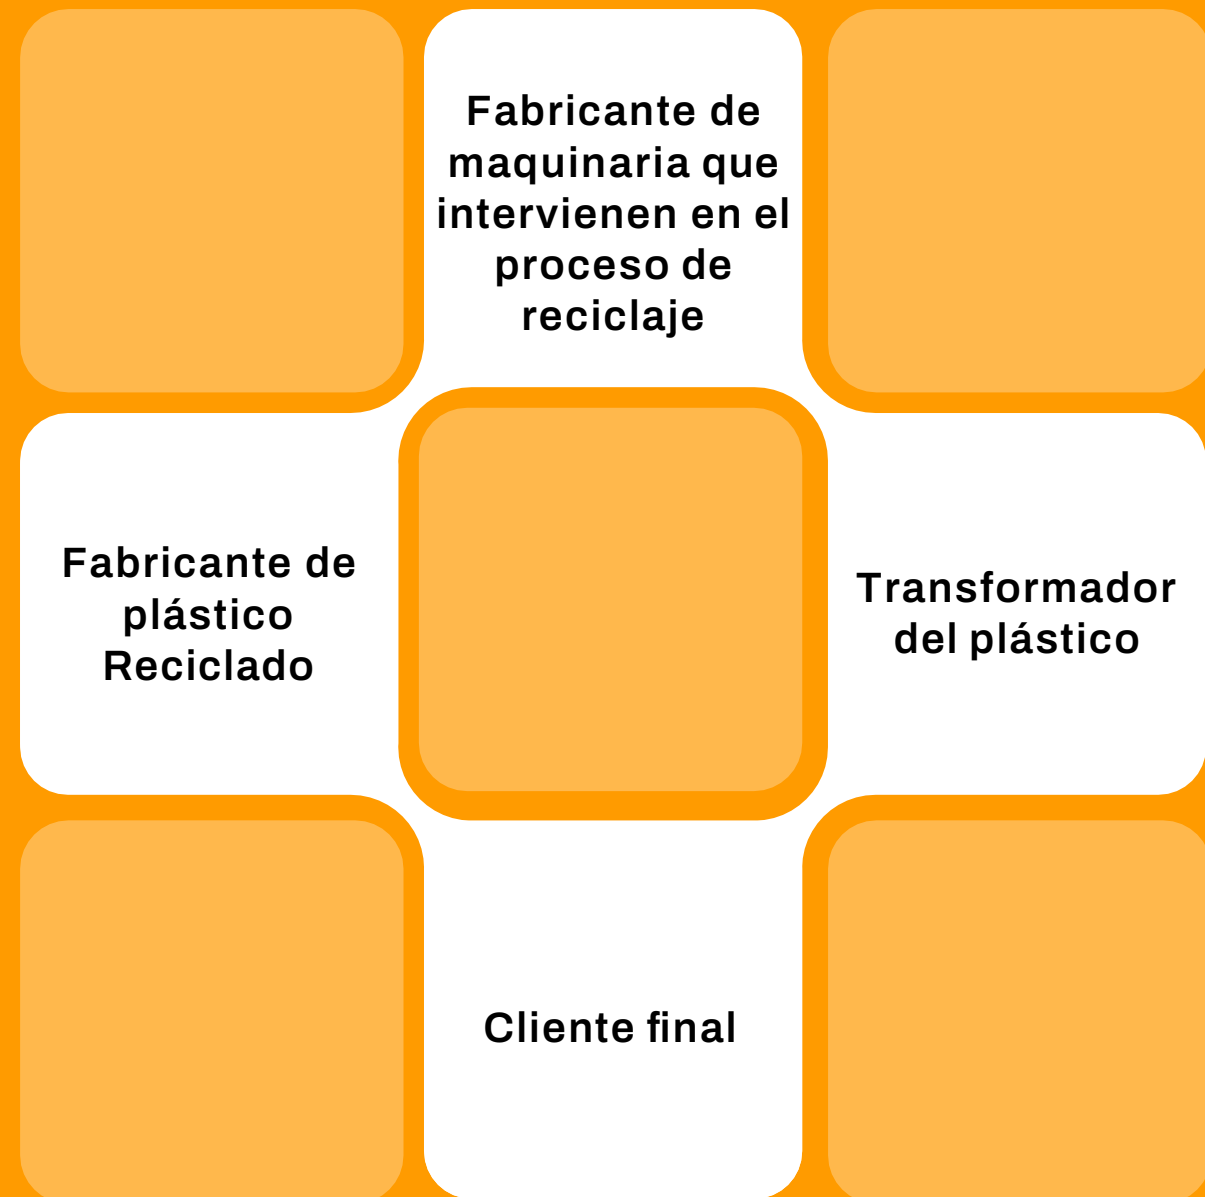 Fabricante de
maquinaria que
intervienen en el
proceso de
reciclaje
Fabricante de
plástico
Reciclado
Transformador
del plástico
Cliente final